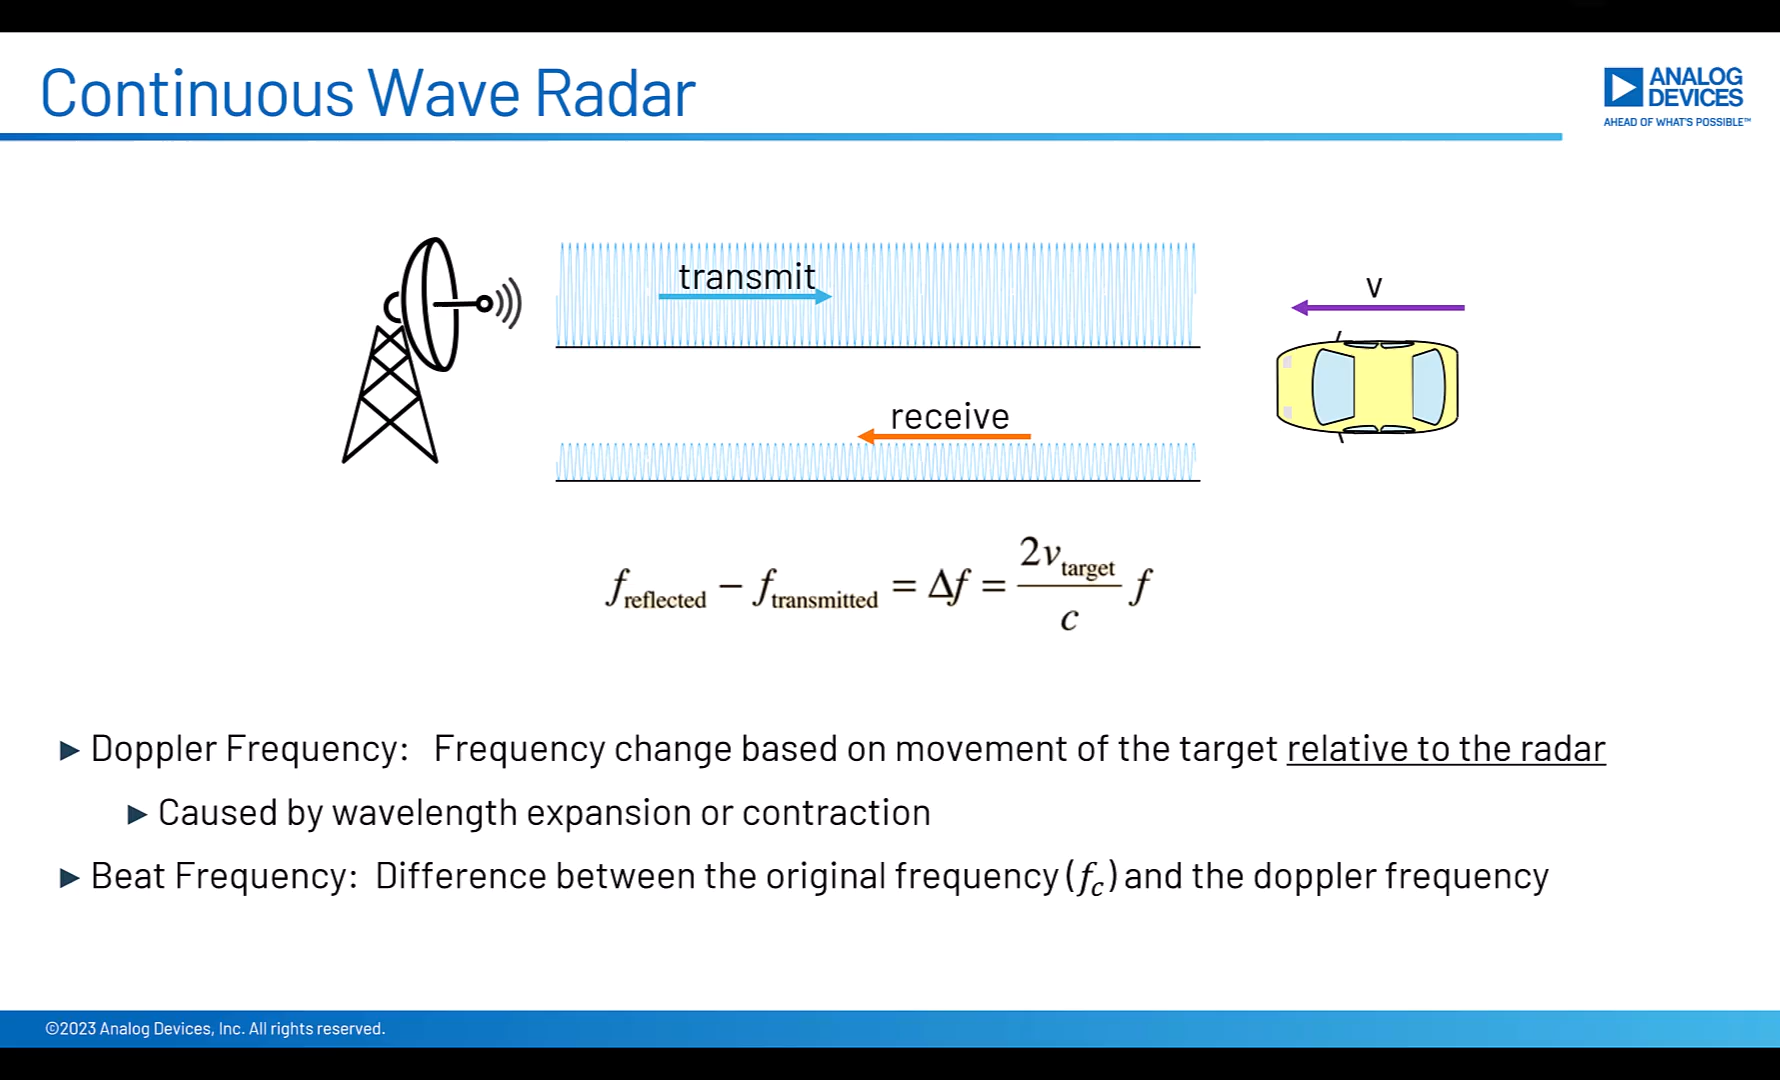 Continuous Wave Radar
ANALOG
DEVICES
AHEAD OF WHAT'S POSSIBLE™
transmit
v
receive
f_reflected − f_transmitted = Δf = 2v_target / c f
► Doppler Frequency: Frequency change based on movement of the target relative to the radar
► Caused by wavelength expansion or contraction
► Beat Frequency: Difference between the original frequency (f_c) and the doppler frequency
©2023 Analog Devices, Inc. All rights reserved.